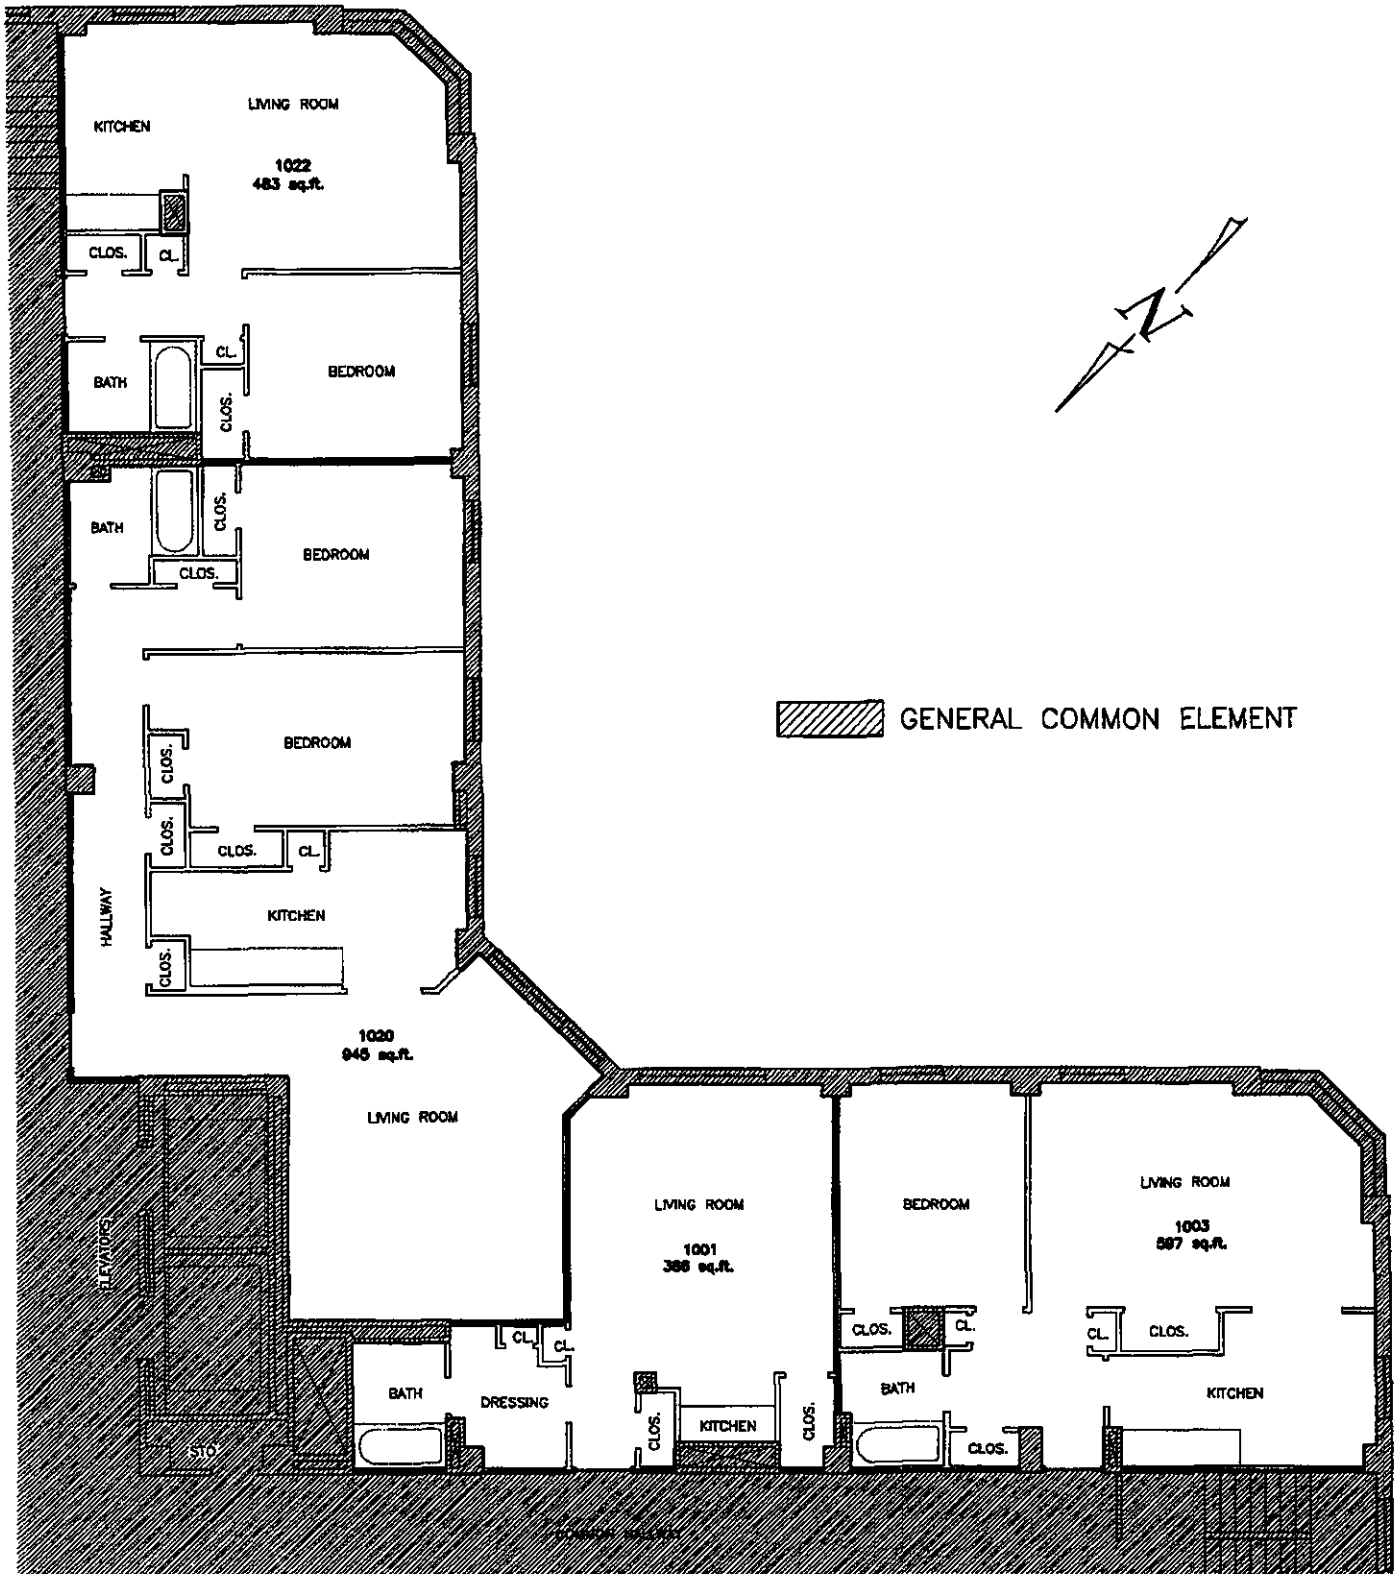 LIVING ROOM
KITCHEN
1022
483 sq.ft.
CLOS.
CL.
CL.
BATH
BEDROOM
CLOS.
N
CLOS.
BATH
BEDROOM
CLOS.
GENERAL COMMON ELEMENT
BEDROOM
CLOS.
CLOS.
CLOS.
CL.
HALLWAY
KITCHEN
CLOS.
1020
945 sq.ft.
LIVING ROOM
LIVING ROOM
1001
386 sq.ft.
BEDROOM
LIVING ROOM
1003
597 sq.ft.
ELEVATORS
CL.
CL.
CLOS.
CL.
CL.
CLOS.
BATH
DRESSING
CLOS.
KITCHEN
CLOS.
BATH
KITCHEN
CLOS.
STO
COMMON HALLWAY